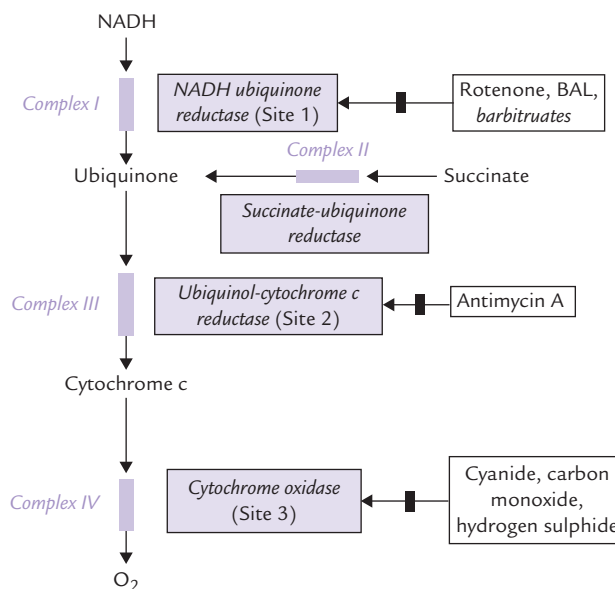 NADH
Complex I
NADH ubiquinone
reductase (Site 1)
Rotenone, BAL,
barbitruates
Complex II
Ubiquinone
Succinate
Succinate-ubiquinone
reductase
Complex III
Ubiquinol-cytochrome c
reductase (Site 2)
Antimycin A
Cytochrome c
Complex IV
Cytochrome oxidase
(Site 3)
Cyanide, carbon
monoxide,
hydrogen sulphide
O₂